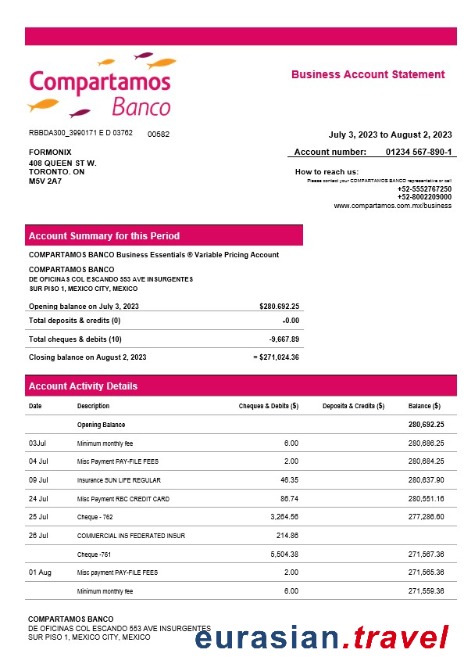 Compartamos
Banco
Business Account Statement
RBBDA300_3990171 E D 03762 00582
July 3, 2023 to August 2, 2023
FORMONIX
408 QUEEN ST W.
TORONTO. ON
M5V 2A7
Account number: 01234 567-890-1
How to reach us:
Please contact your COMPARTAMOS BANCO representative or call
+52-5552767250
+52-8002209000
www.compartamos.com.mx/business
Account Summary for this Period
COMPARTAMOS BANCO Business Essentials ® Variable Pricing Account
COMPARTAMOS BANCO
DE OFICINAS COL ESCANDO 553 AVE INSURGENTES
SUR PISO 1, MEXICO CITY, MEXICO
Opening balance on July 3, 2023 $280,692.25
Total deposits & credits (0) -0.00
Total cheques & debits (10) -9,667.89
Closing balance on August 2, 2023 = $271,024.36
Account Activity Details
Date Description Cheques & Debits ($) Deposits & Credits ($) Balance ($)
Opening Balance 280,692.25
03Jul Minimum monthly fee 6.00 280,686.25
04 Jul Misc Payment PAY-FILE FEES 2.00 280,684.25
09 Jul Insurance SUN LIFE REGULAR 46.35 280,637.90
24 Jul Misc Payment RBC CREDIT CARD 86.74 280,551.16
25 Jul Cheque - 762 3,264.56 277,286.60
26 Jul COMMERCIAL INS FEDERATED INSUR 214.86
Cheque -761 5,504.38 271,567.36
01 Aug Misc payment PAY-FILE FEES 2.00 271,565.36
Minimum monthly fee 6.00 271,559.36
COMPARTAMOS BANCO
DE OFICINAS COL ESCANDO 553 AVE INSURGENTES
SUR PISO 1, MEXICO CITY, MEXICO
eurasian.travel